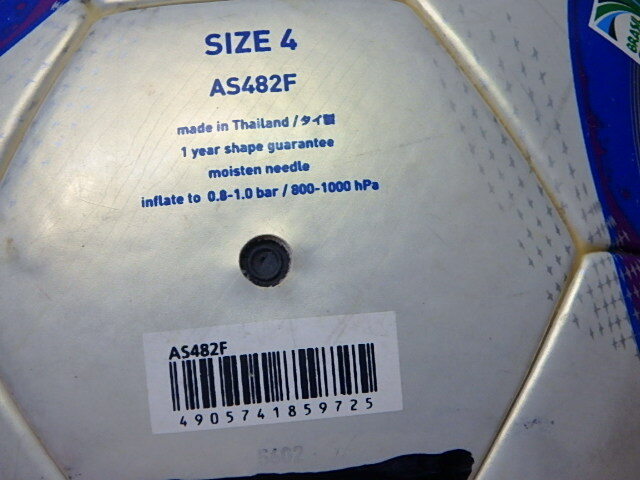 SIZE 4
AS482F
made in Thailand / タイ製
1 year shape guarantee
moisten needle
inflate to 0.8-1.0 bar / 800-1000 hPa
AS482F
4905741859725